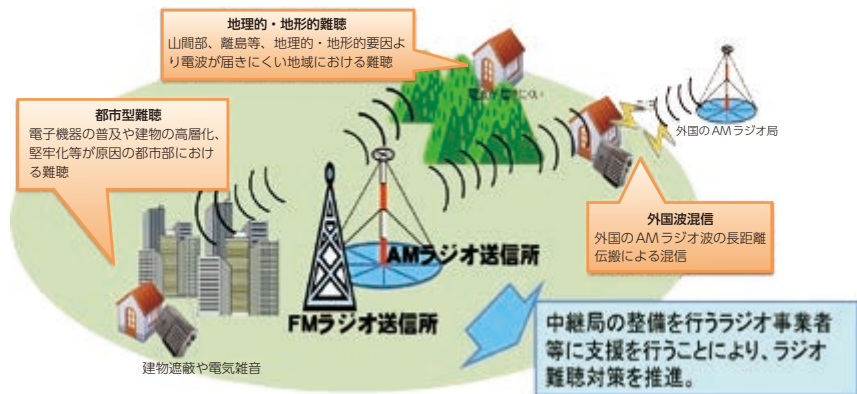 地理的・地形的難聴
山間部、離島等、地理的・地形的要因よ
り電波が届きにくい地域における難聴
都市型難聴
電子機器の普及や建物の高層化、
堅牢化等が原因の都市部におけ
る難聴
外国のAMラジオ局
外国波混信
外国のAMラジオ波の長距離
伝搬による混信
AMラジオ送信所
FMラジオ送信所
建物遮蔽や電気雑音
中継局の整備を行うラジオ事業者
等に支援を行うことにより、ラジオ
難聴対策を推進。